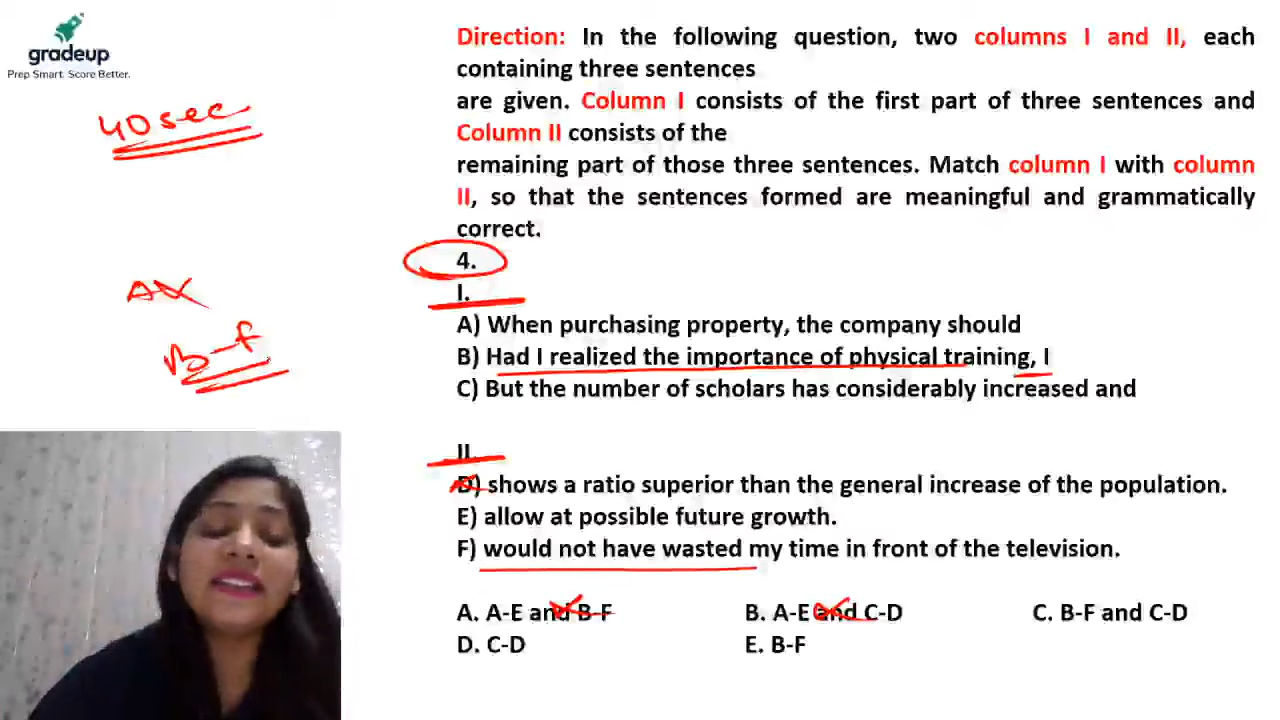 gradeup
Prep Smart. Score Better.
40sec
A
B-f
Direction: In the following question, two columns I and II, each
containing three sentences
are given. Column I consists of the first part of three sentences and
Column II consists of the
remaining part of those three sentences. Match column I with column
II, so that the sentences formed are meaningful and grammatically
correct.
4.
I.
A) When purchasing property, the company should
B) Had I realized the importance of physical training, I
C) But the number of scholars has considerably increased and
II.
D) shows a ratio superior than the general increase of the population.
E) allow at possible future growth.
F) would not have wasted my time in front of the television.
A. A-E and B-F B. A-E and C-D C. B-F and C-D
D. C-D E. B-F